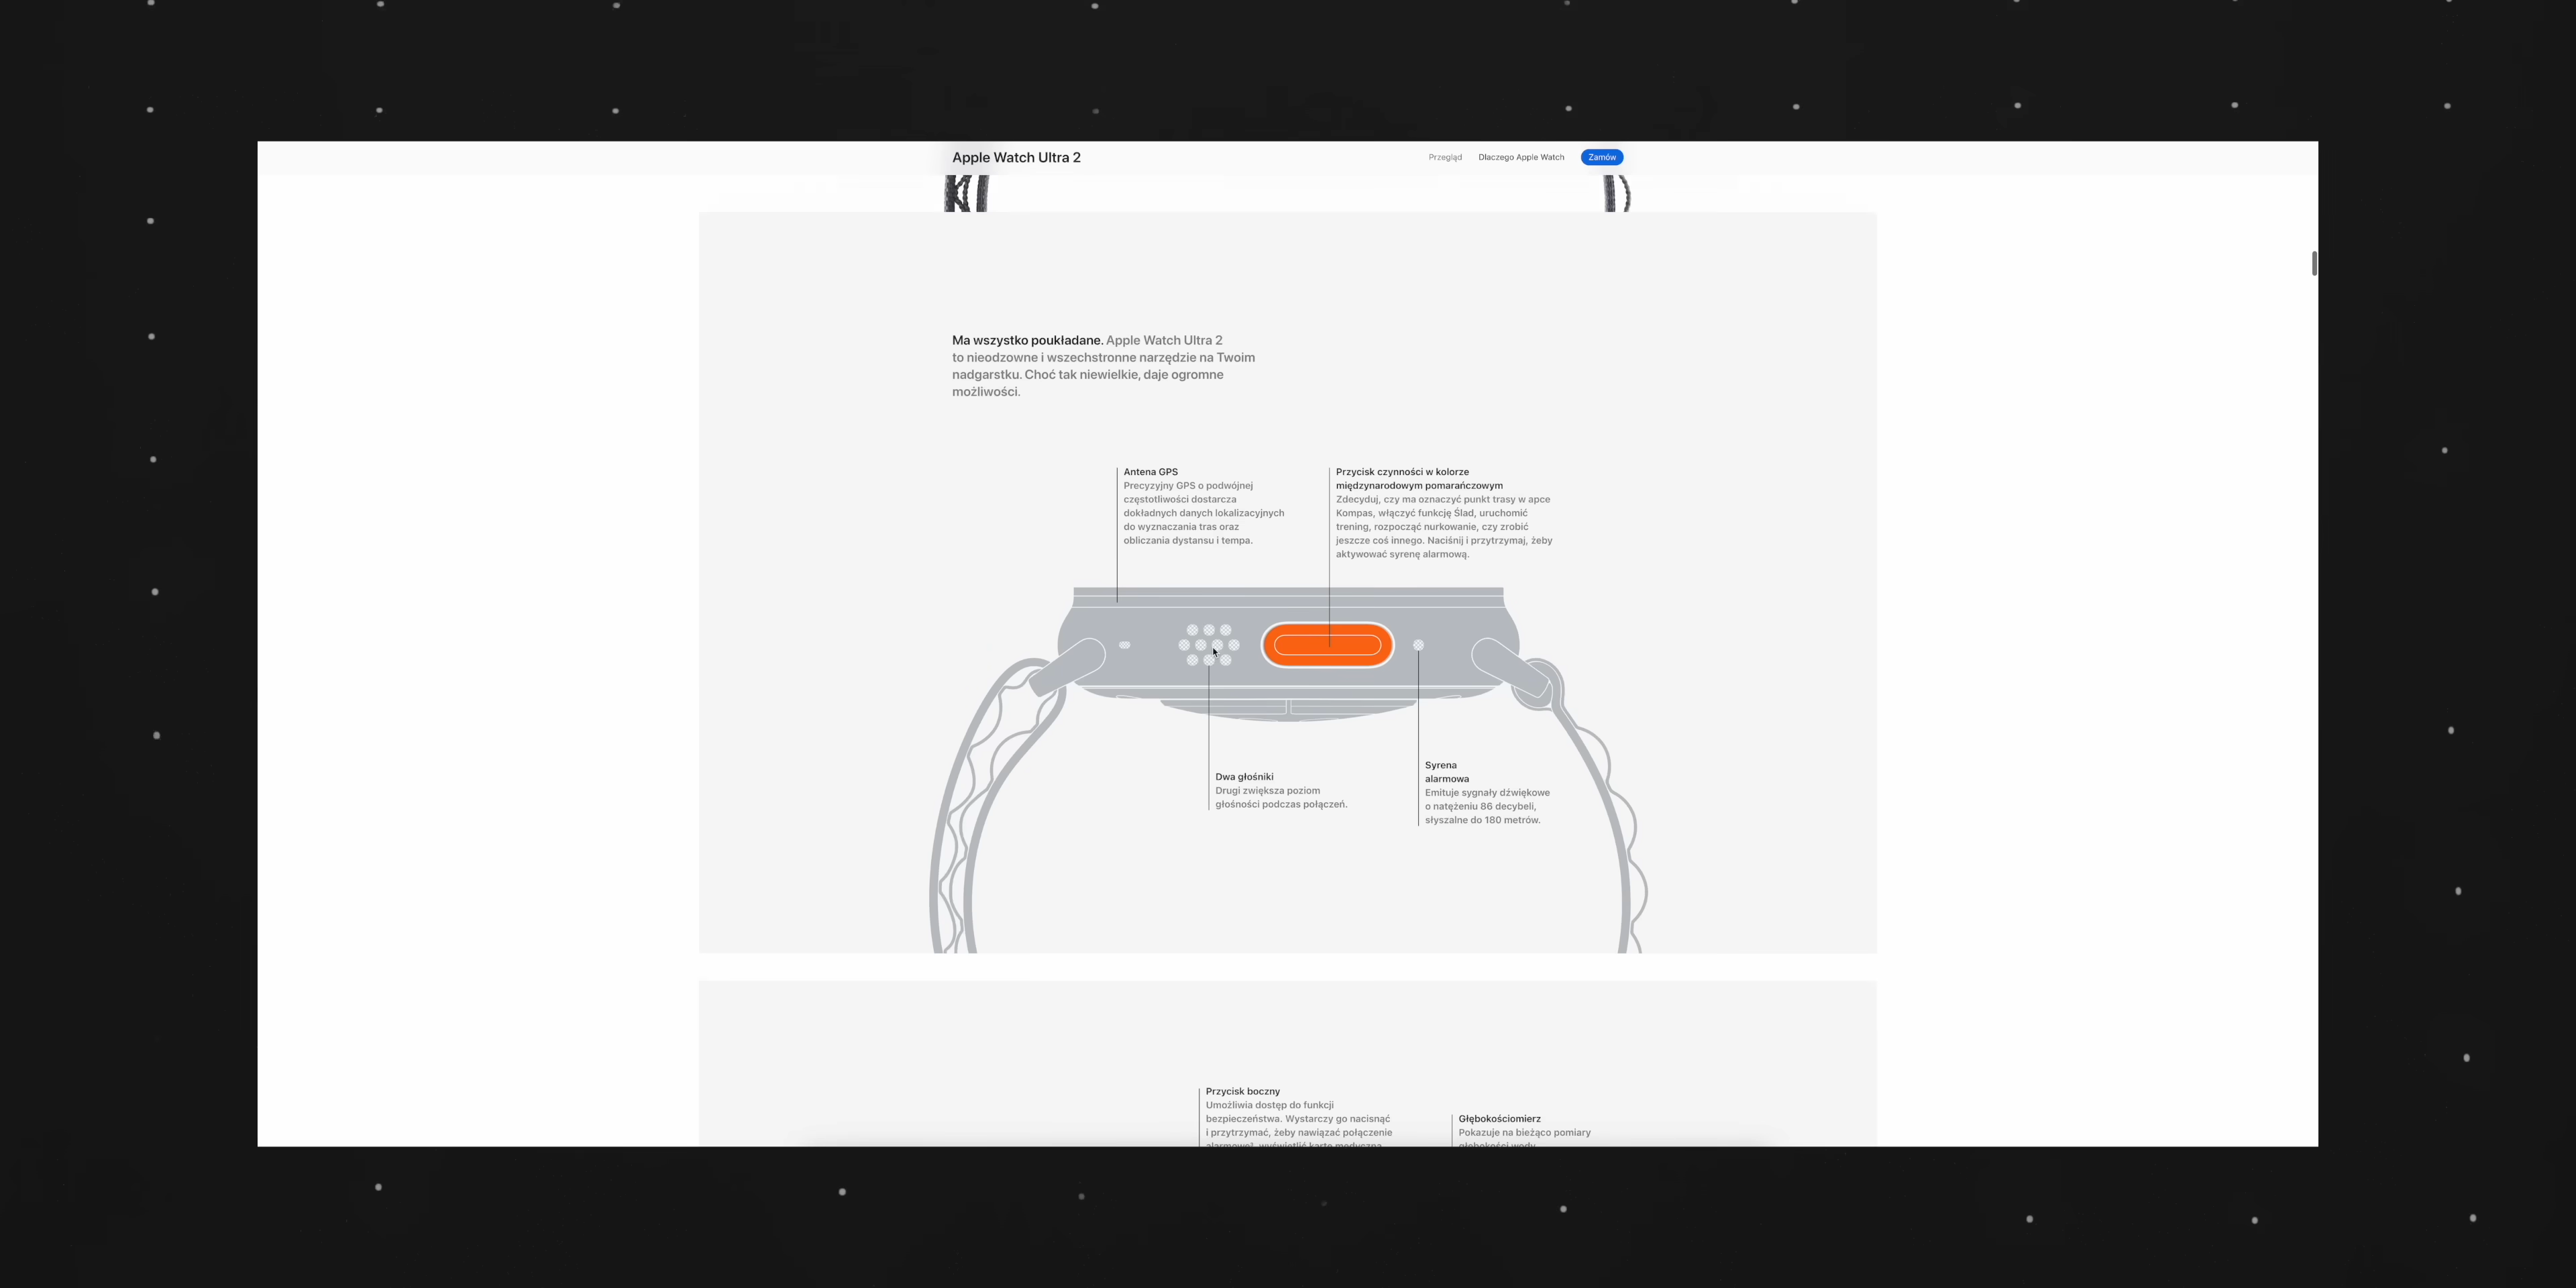 Apple Watch Ultra 2
Przegląd
Dlaczego Apple Watch
Zamów
Ma wszystko poukładane. Apple Watch Ultra 2
to nieodzowne i wszechstronne narzędzie na Twoim
nadgarstku. Choć tak niewielkie, daje ogromne
możliwości.
Antena GPS
Precyzyjny GPS o podwójnej
częstotliwości dostarcza
dokładnych danych lokalizacyjnych
do wyznaczania tras oraz
obliczania dystansu i tempa.
Przycisk czynności w kolorze
międzynarodowym pomarańczowym
Zdecyduj, czy ma oznaczyć punkt trasy w apce
Kompas, włączyć funkcję Ślad, uruchomić
trening, rozpocząć nurkowanie, czy zrobić
jeszcze coś innego. Naciśnij i przytrzymaj, żeby
aktywować syrenę alarmową.
Dwa głośniki
Drugi zwiększa poziom
głośności podczas połączeń.
Syrena
alarmowa
Emituje sygnały dźwiękowe
o natężeniu 86 decybeli,
słyszalne do 180 metrów.
Przycisk boczny
Umożliwia dostęp do funkcji
bezpieczeństwa. Wystarczy go nacisnąć
i przytrzymać, żeby nawiązać połączenie
Głębokościomierz
Pokazuje na bieżąco pomiary